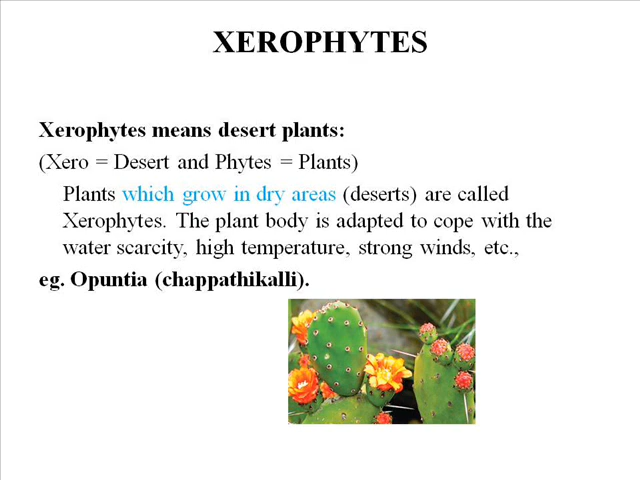 XEROPHYTES
Xerophytes means desert plants:
(Xero = Desert and Phytes = Plants)
Plants which grow in dry areas (deserts) are called
Xerophytes. The plant body is adapted to cope with the
water scarcity, high temperature, strong winds, etc.,
eg. Opuntia (chappathikalli).